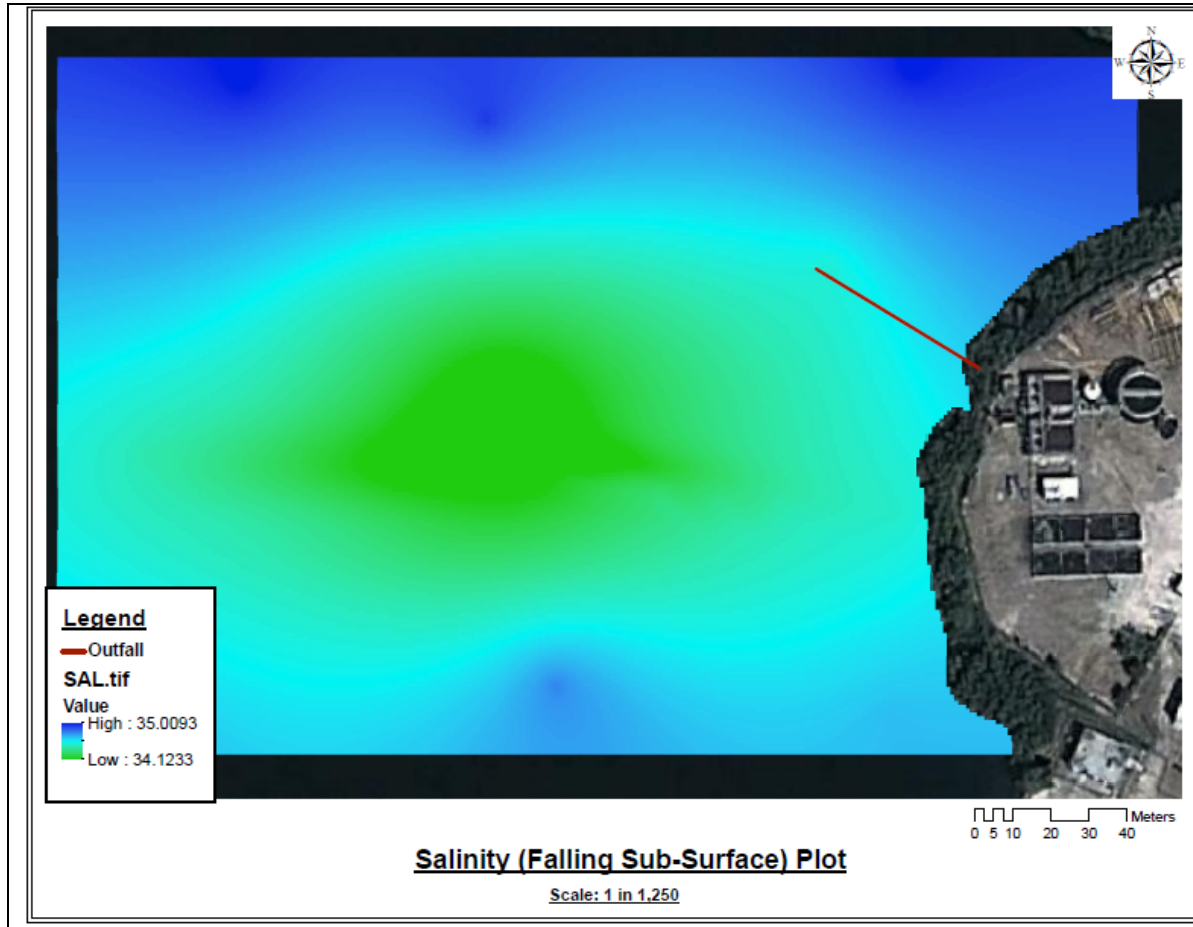 N
W E
S
Legend
Outfall
SAL.tif
Value
High : 35.0093
Low : 34.1233
Meters
0 5 10 20 30 40
Salinity (Falling Sub-Surface) Plot
Scale: 1 in 1,250